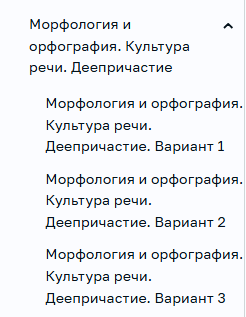 Морфология и
орфография. Культура
речи. Деепричастие
Морфология и орфография.
Культура речи.
Деепричастие. Вариант 1
Морфология и орфография.
Культура речи.
Деепричастие. Вариант 2
Морфология и орфография.
Культура речи.
Деепричастие. Вариант 3